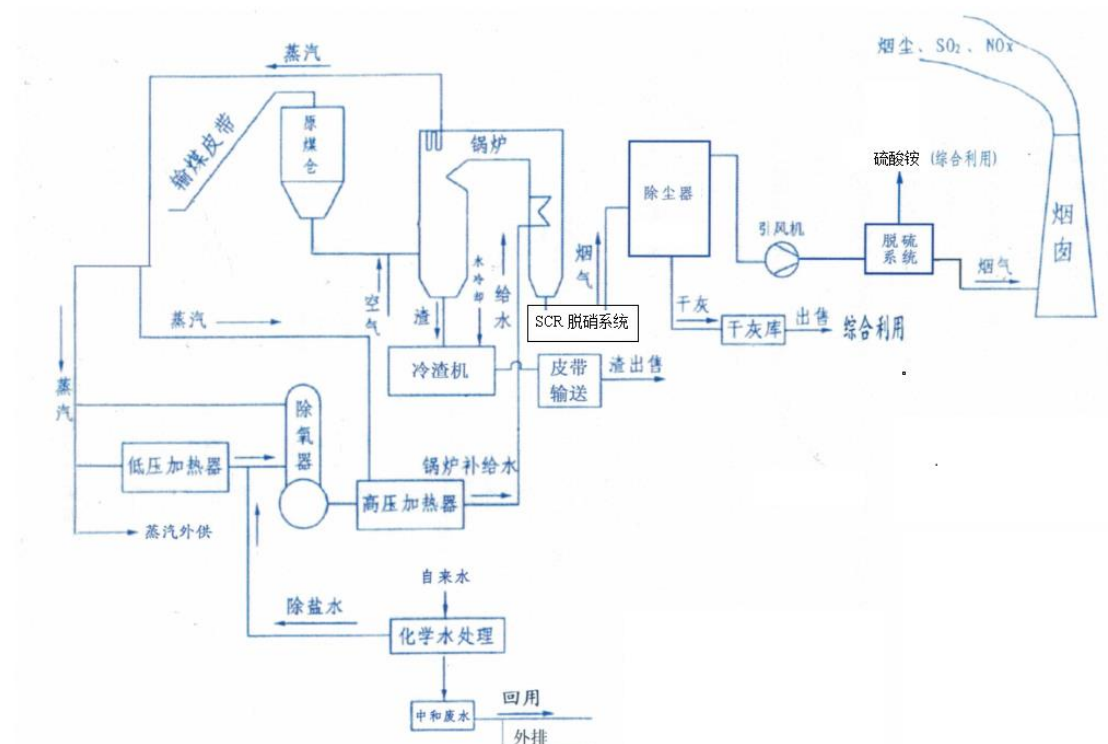 烟尘、SO₂、NOx
蒸汽
原煤仓
输煤皮带
锅炉
除尘器
硫酸铵 (综合利用)
引风机
脱硫
系统
烟囱
烟气
烟气
水冷却
给水
空气
渣
SCR 脱硝系统
干灰
干灰库
出售
综合利用
蒸汽
冷渣机
皮带
输送
渣出售
蒸汽
除氧器
低压加热器
锅炉补给水
高压加热器
蒸汽外供
自来水
除盐水
化学水处理
中和废水
回用
外排